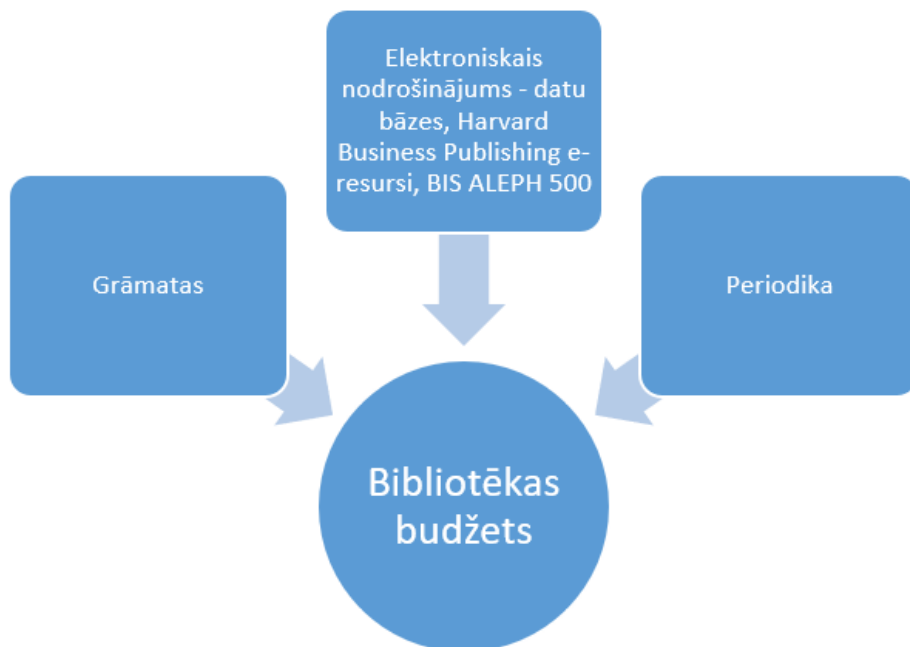 Elektroniskais
nodrošinājums - datu
bāzes, Harvard
Business Publishing e-
resursi, BIS ALEPH 500
Grāmatas
Periodika
Bibliotēkas
budžets